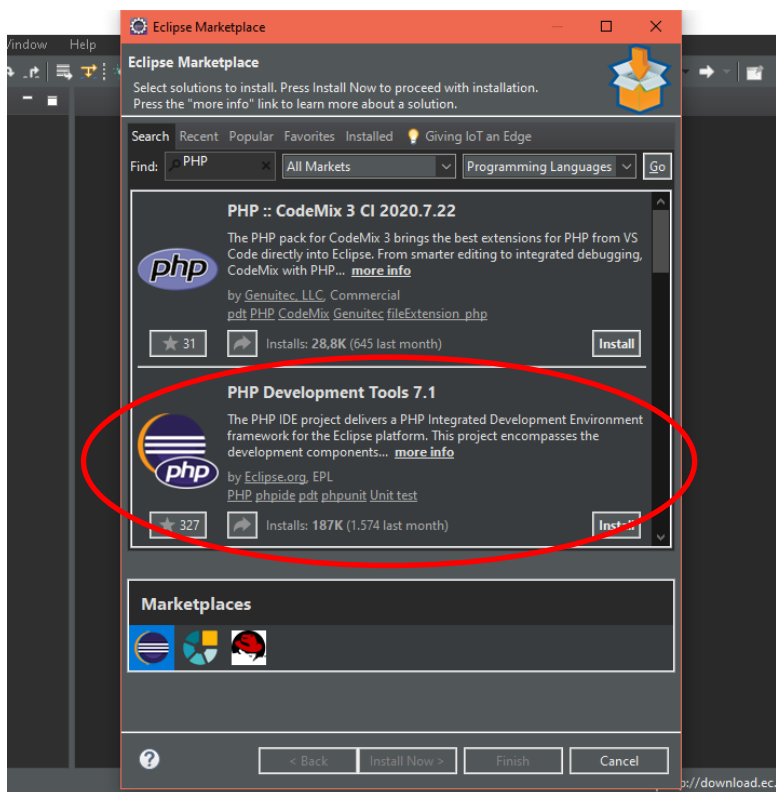 Eclipse Marketplace
Window Help
Eclipse Marketplace
Select solutions to install. Press Install Now to proceed with installation.
Press the "more info" link to learn more about a solution.
Search Recent Popular Favorites Installed Giving IoT an Edge
Find: PHP All Markets Programming Languages Go
PHP :: CodeMix 3 CI 2020.7.22
The PHP pack for CodeMix 3 brings the best extensions for PHP from VS
Code directly into Eclipse. From smarter editing to integrated debugging,
CodeMix with PHP... more info
php
by Genuitec, LLC, Commercial
pdt PHP CodeMix Genuitec fileExtension_php
31 Installs: 28,8K (645 last month) Install
PHP Development Tools 7.1
The PHP IDE project delivers a PHP Integrated Development Environment
framework for the Eclipse platform. This project encompasses the
development components... more info
php
by Eclipse.org, EPL
PHP phpide pdt phpunit Unit test
327 Installs: 187K (1.574 last month) Install
Marketplaces
? < Back Install Now > Finish Cancel
://download.ec